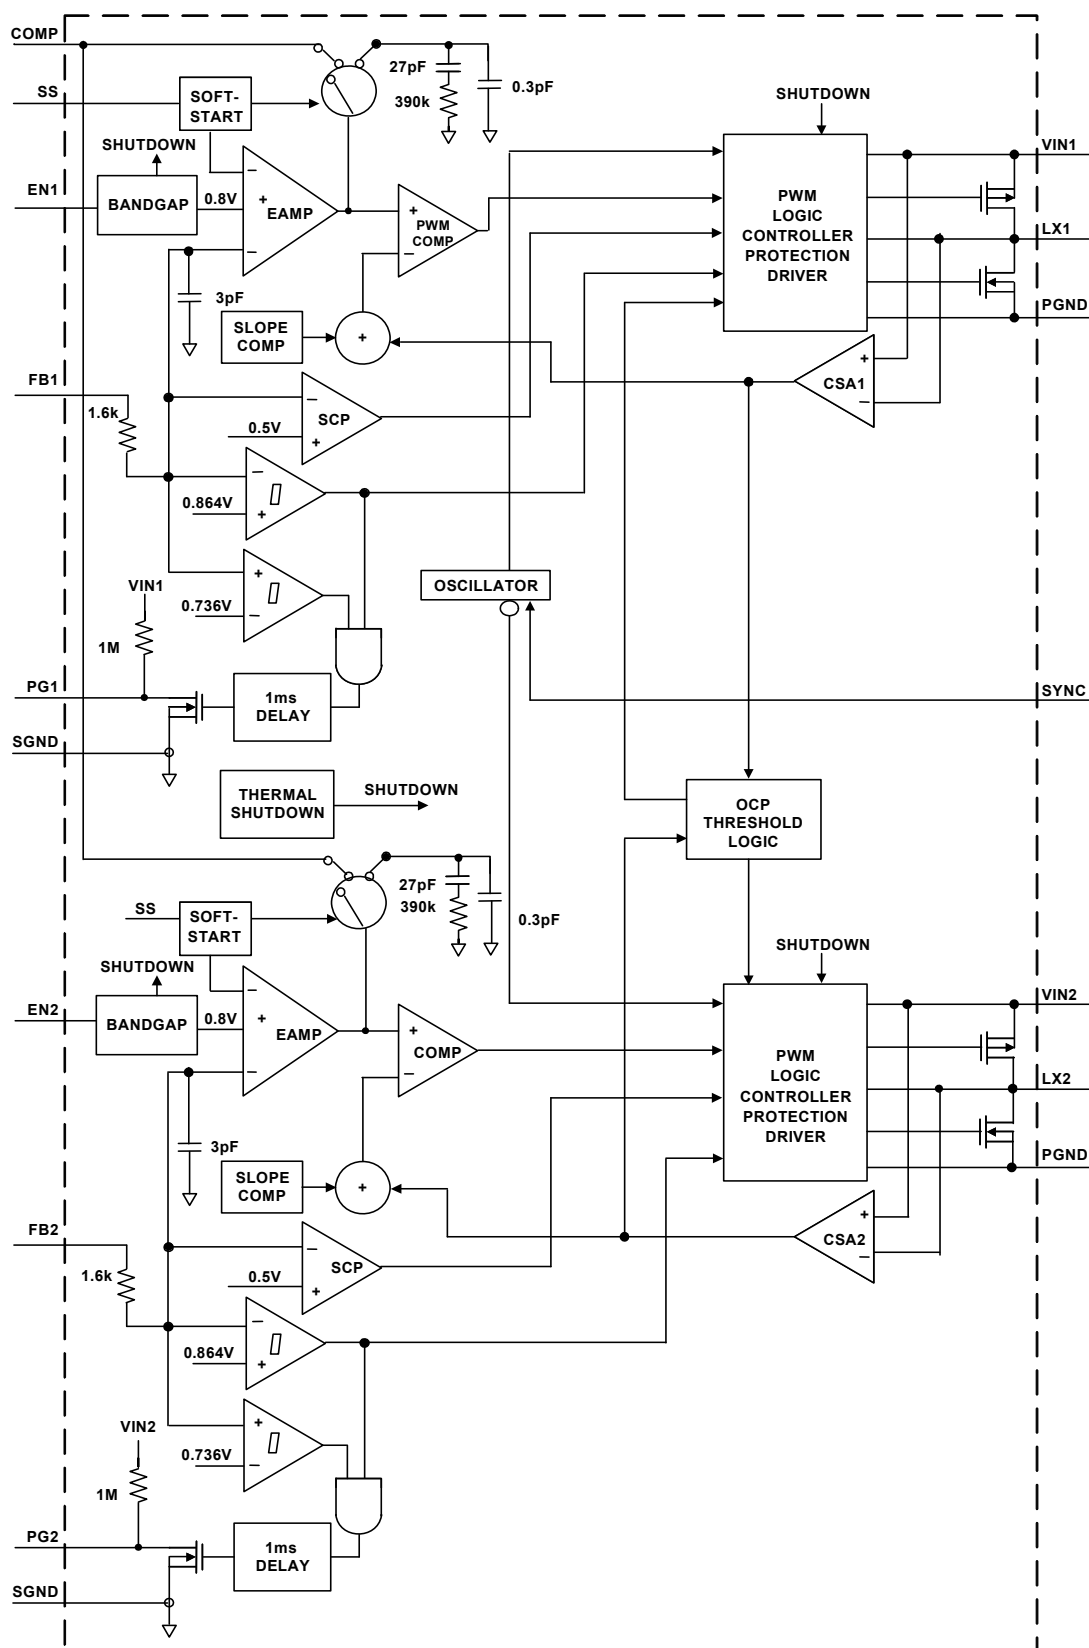 COMP
27pF
390k
0.3pF
SS
SOFT-
START
SHUTDOWN
SHUTDOWN
VIN1
EN1
BANDGAP
0.8V
+
−
EAMP
−
+
PWM
COMP
−
PWM
LOGIC
CONTROLLER
PROTECTION
DRIVER
LX1
3pF
SLOPE
COMP
+
PGND
+
CSA1
−
FB1
1.6k
−
SCP
0.5V
+
−
0.864V
+
VIN1
+
0.736V
−
OSCILLATOR
1M
PG1
1ms
DELAY
SYNC
SGND
THERMAL
SHUTDOWN
SHUTDOWN
OCP
THRESHOLD
LOGIC
27pF
390k
0.3pF
SS
SOFT-
START
SHUTDOWN
SHUTDOWN
VIN2
EN2
BANDGAP
0.8V
−
+
EAMP
−
+
COMP
−
PWM
LOGIC
CONTROLLER
PROTECTION
DRIVER
LX2
3pF
SLOPE
COMP
+
PGND
+
CSA2
−
FB2
1.6k
−
SCP
0.5V
+
−
0.864V
+
VIN2
+
0.736V
−
1M
PG2
1ms
DELAY
SGND